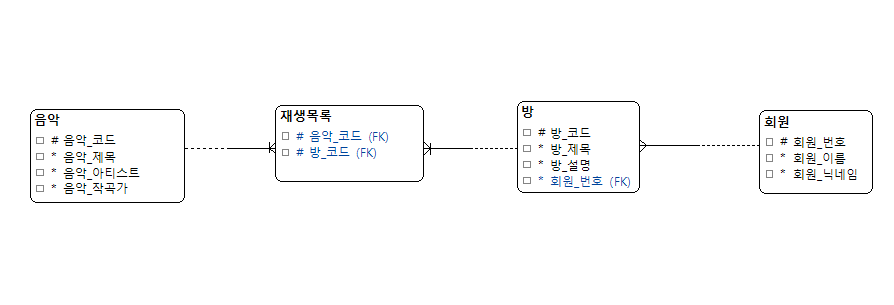 음악
# 음악_코드
* 음악_제목
* 음악_아티스트
* 음악_작곡가
재생목록
# 음악_코드 (FK)
# 방_코드 (FK)
방
# 방_코드
* 방_제목
* 방_설명
* 회원_번호 (FK)
회원
# 회원_번호
* 회원_이름
* 회원_닉네임